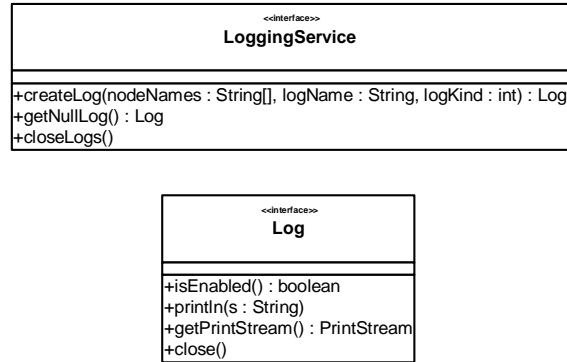 <<interface>>
LoggingService
+createLog(nodeNames : String[], logName : String, logKind : int) : Log
+getNullLog() : Log
+closeLogs()
<<interface>>
Log
+isEnabled() : boolean
+println(s : String)
+getPrintStream() : PrintStream
+close()